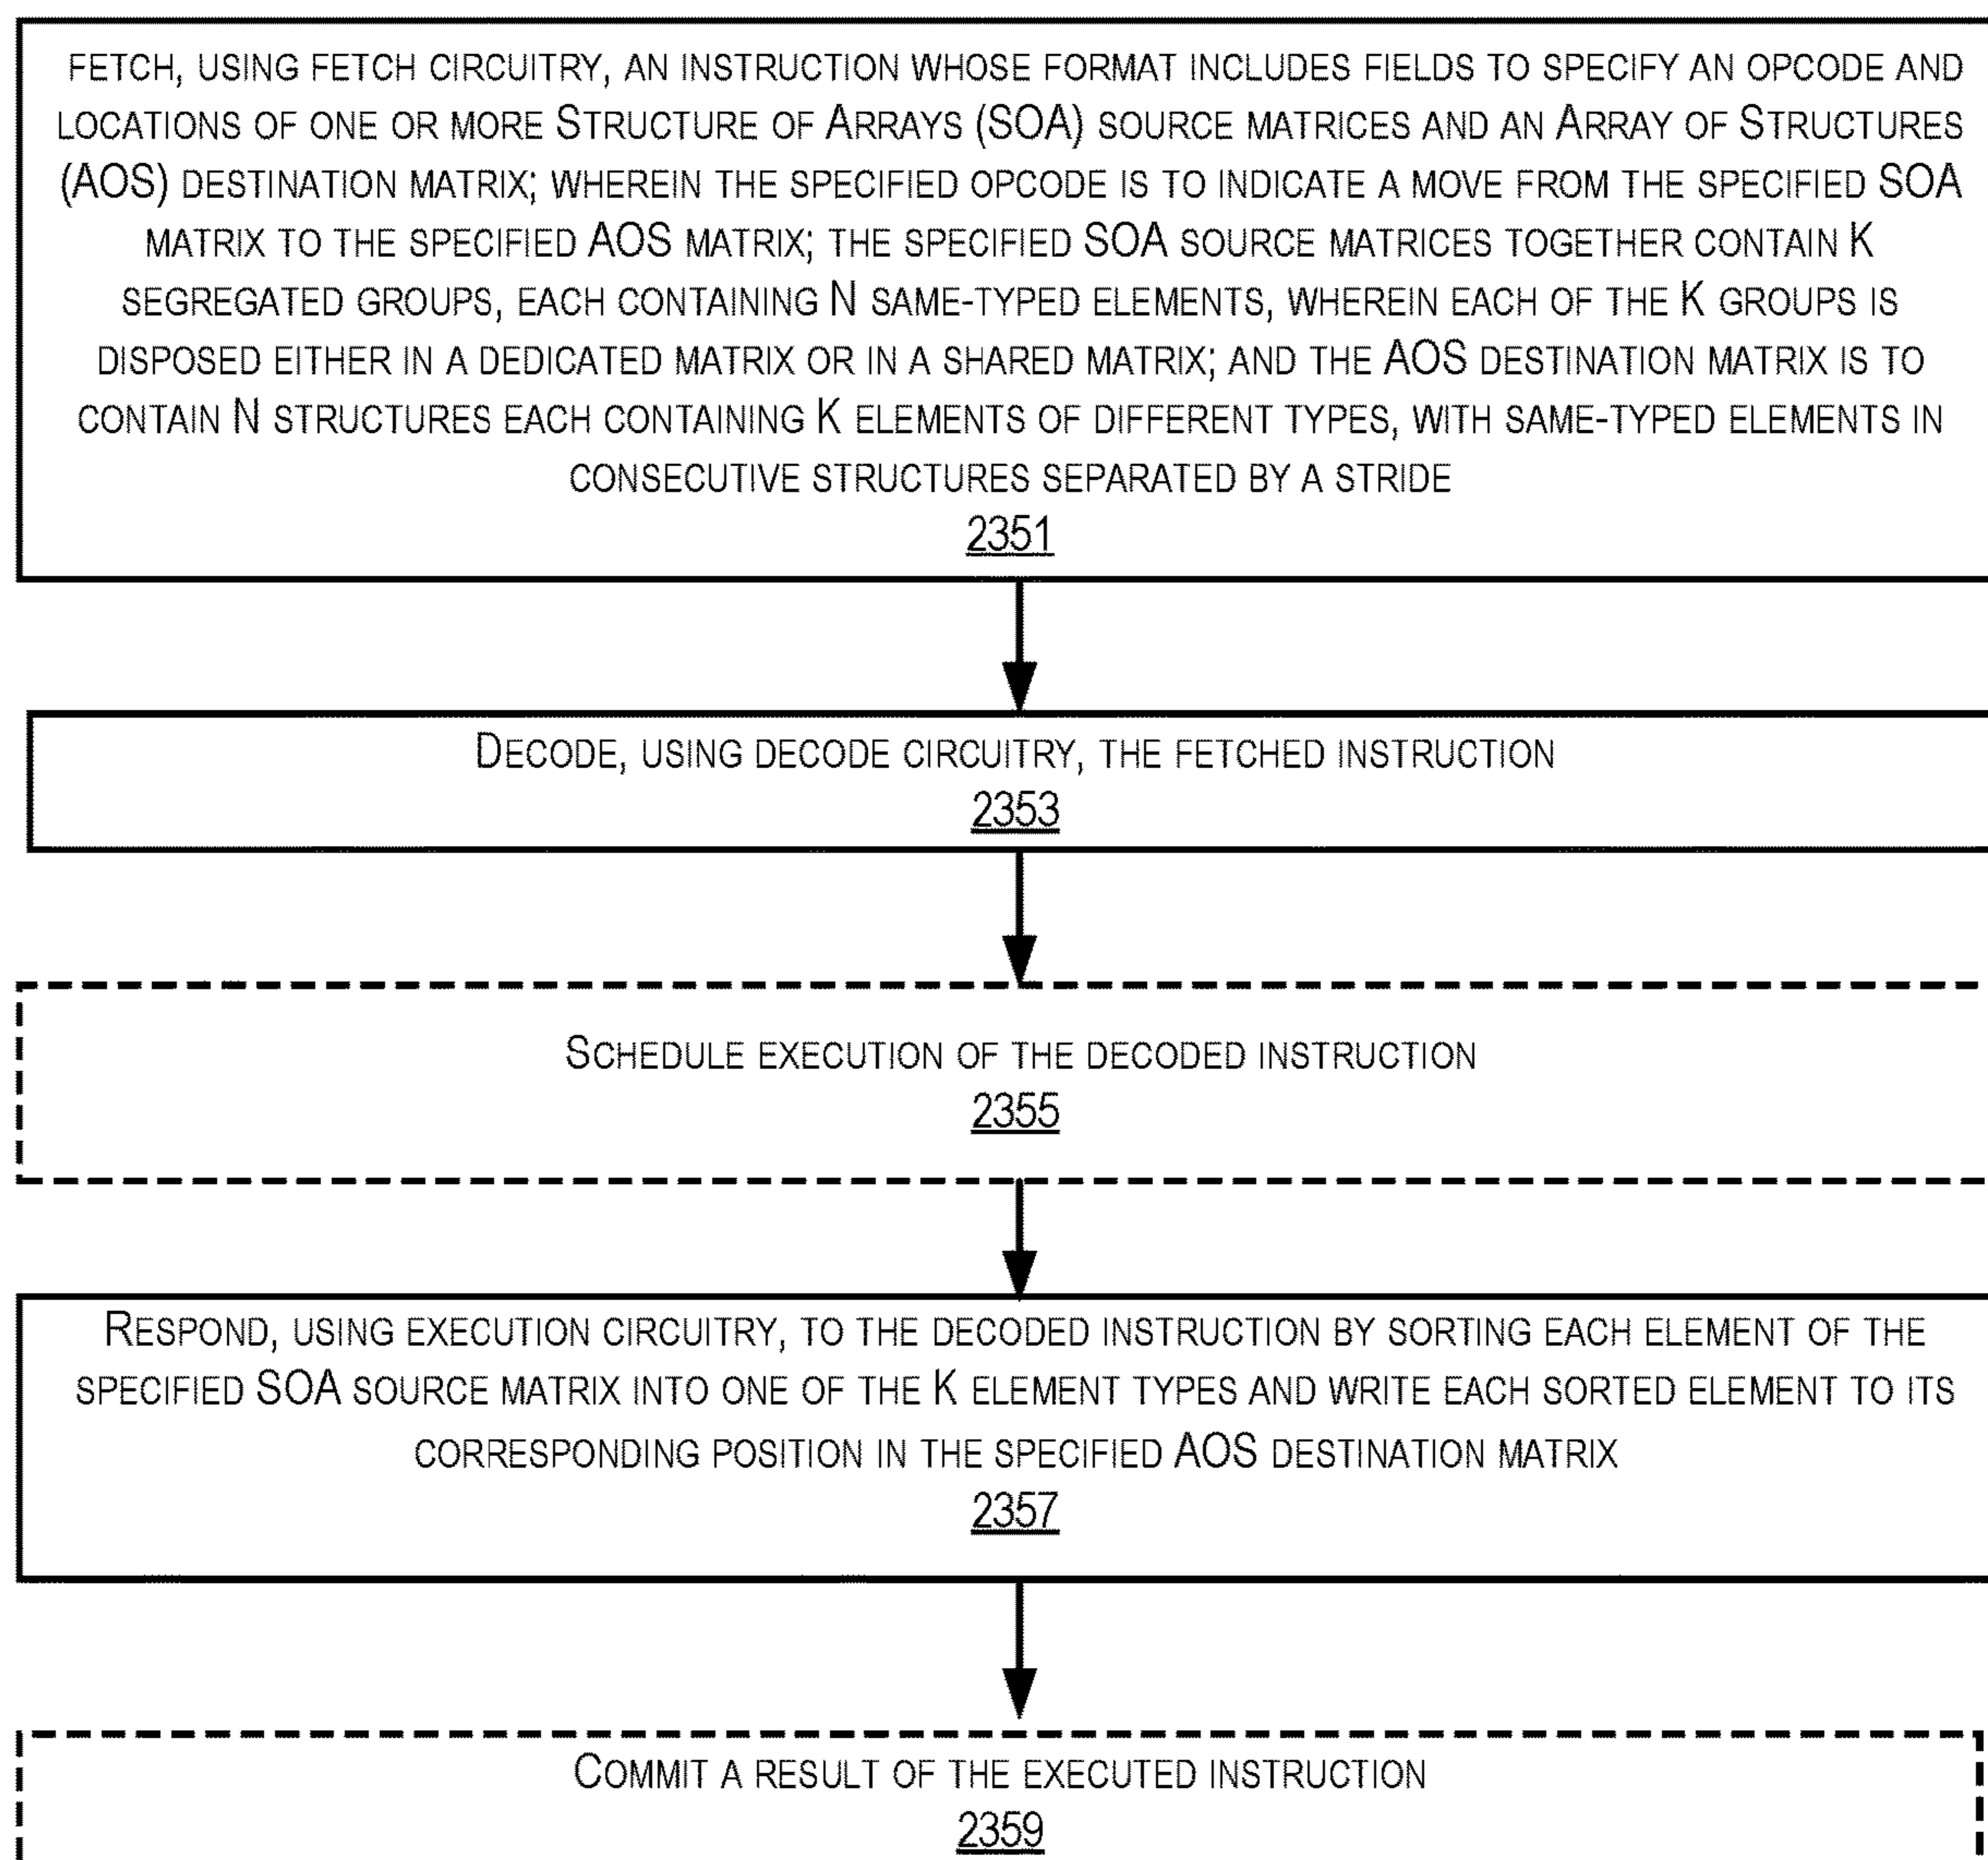 FETCH, USING FETCH CIRCUITRY, AN INSTRUCTION WHOSE FORMAT INCLUDES FIELDS TO SPECIFY AN OPCODE AND
LOCATIONS OF ONE OR MORE STRUCTURE OF ARRAYS (SOA) SOURCE MATRICES AND AN ARRAY OF STRUCTURES
(AOS) DESTINATION MATRIX; WHEREIN THE SPECIFIED OPCODE IS TO INDICATE A MOVE FROM THE SPECIFIED SOA
MATRIX TO THE SPECIFIED AOS MATRIX; THE SPECIFIED SOA SOURCE MATRICES TOGETHER CONTAIN K
SEGREGATED GROUPS, EACH CONTAINING N SAME-TYPED ELEMENTS, WHEREIN EACH OF THE K GROUPS IS
DISPOSED EITHER IN A DEDICATED MATRIX OR IN A SHARED MATRIX; AND THE AOS DESTINATION MATRIX IS TO
CONTAIN N STRUCTURES EACH CONTAINING K ELEMENTS OF DIFFERENT TYPES, WITH SAME-TYPED ELEMENTS IN
CONSECUTIVE STRUCTURES SEPARATED BY A STRIDE
2351
DECODE, USING DECODE CIRCUITRY, THE FETCHED INSTRUCTION
2353
SCHEDULE EXECUTION OF THE DECODED INSTRUCTION
2355
RESPOND, USING EXECUTION CIRCUITRY, TO THE DECODED INSTRUCTION BY SORTING EACH ELEMENT OF THE
SPECIFIED SOA SOURCE MATRIX INTO ONE OF THE K ELEMENT TYPES AND WRITE EACH SORTED ELEMENT TO ITS
CORRESPONDING POSITION IN THE SPECIFIED AOS DESTINATION MATRIX
2357
COMMIT A RESULT OF THE EXECUTED INSTRUCTION
2359